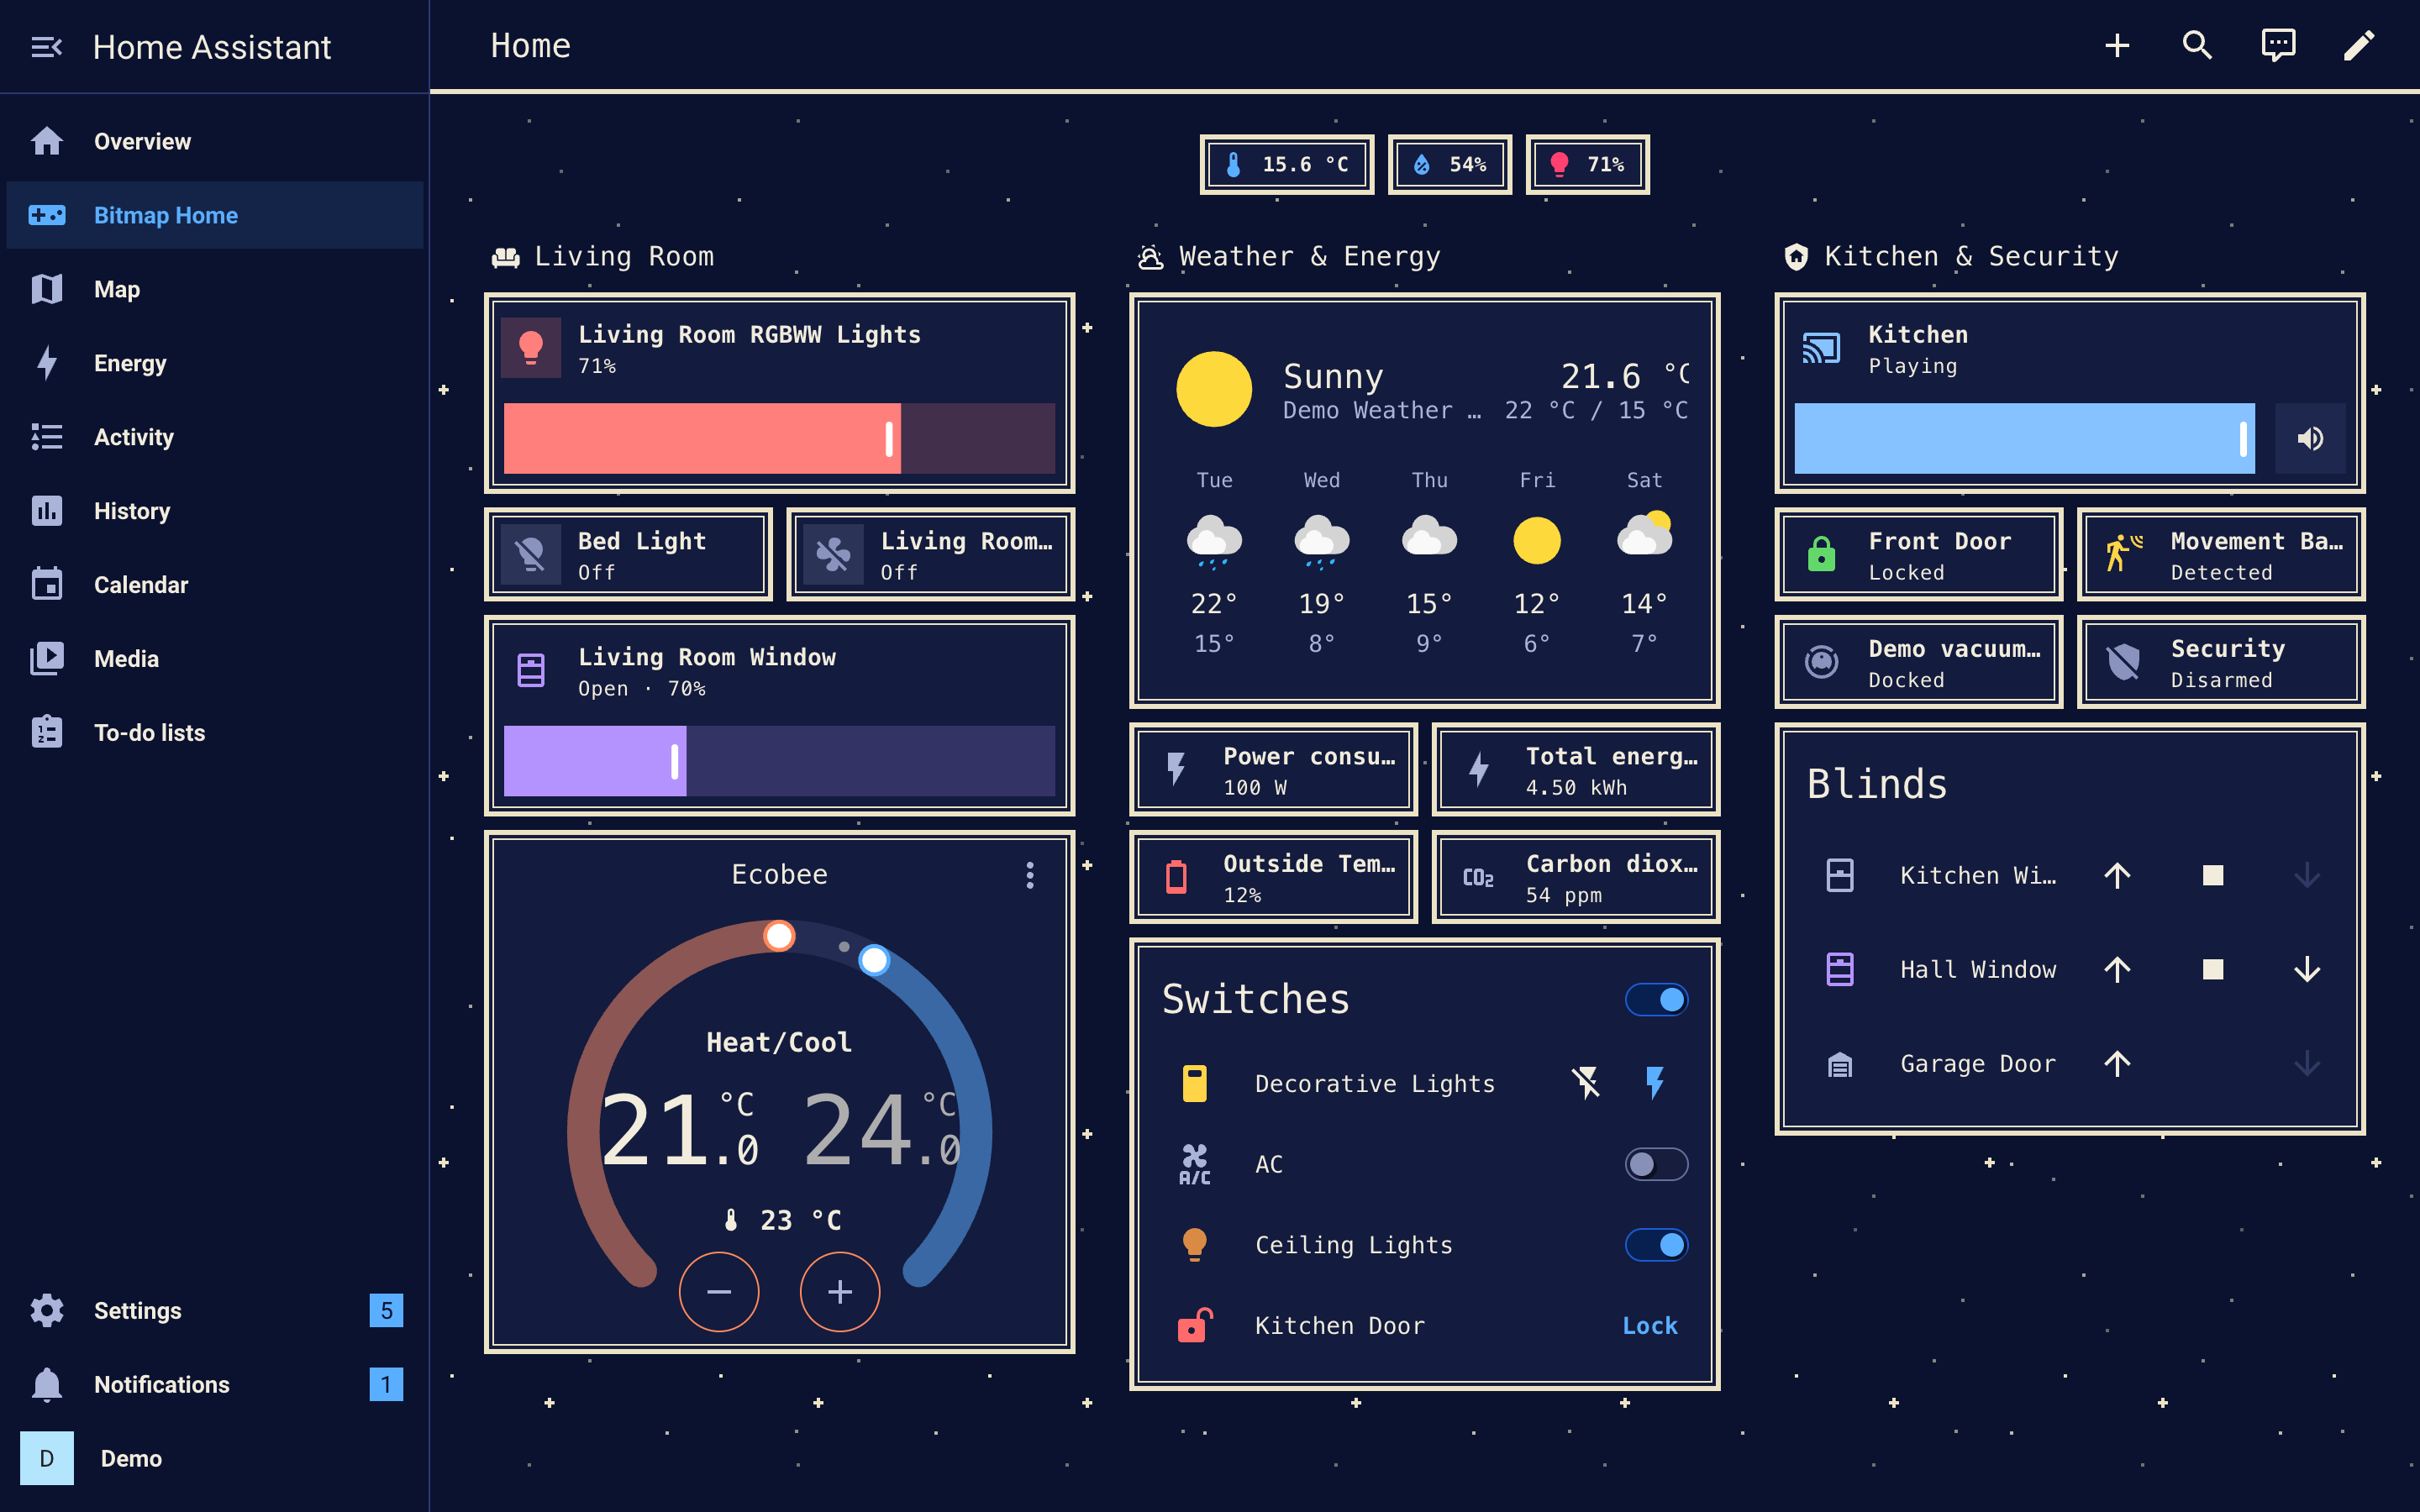 Home Assistant
Overview
Bitmap Home
Map
Energy
Activity
History
Calendar
Media
To-do lists
Settings 5
Notifications 1
D Demo
Home
15.6 °C 54% 71%
Living Room
Living Room RGBWW Lights
71%
Bed Light
Off
Living Room…
Off
Living Room Window
Open · 70%
Ecobee
Heat/Cool
21.0 °C 24.0 °C
23 °C
Weather & Energy
Sunny 21.6 °C
Demo Weather … 22 °C / 15 °C
Tue Wed Thu Fri Sat
22° 19° 15° 12° 14°
15° 8° 9° 6° 7°
Power consu…
100 W
Total energ…
4.50 kWh
Outside Tem…
12%
CO2
Carbon diox…
54 ppm
Switches
Decorative Lights
A/C
AC
Ceiling Lights
Kitchen Door Lock
Kitchen & Security
Kitchen
Playing
Front Door
Locked
Movement Ba…
Detected
Demo vacuum…
Docked
Security
Disarmed
Blinds
Kitchen Wi…
Hall Window
Garage Door